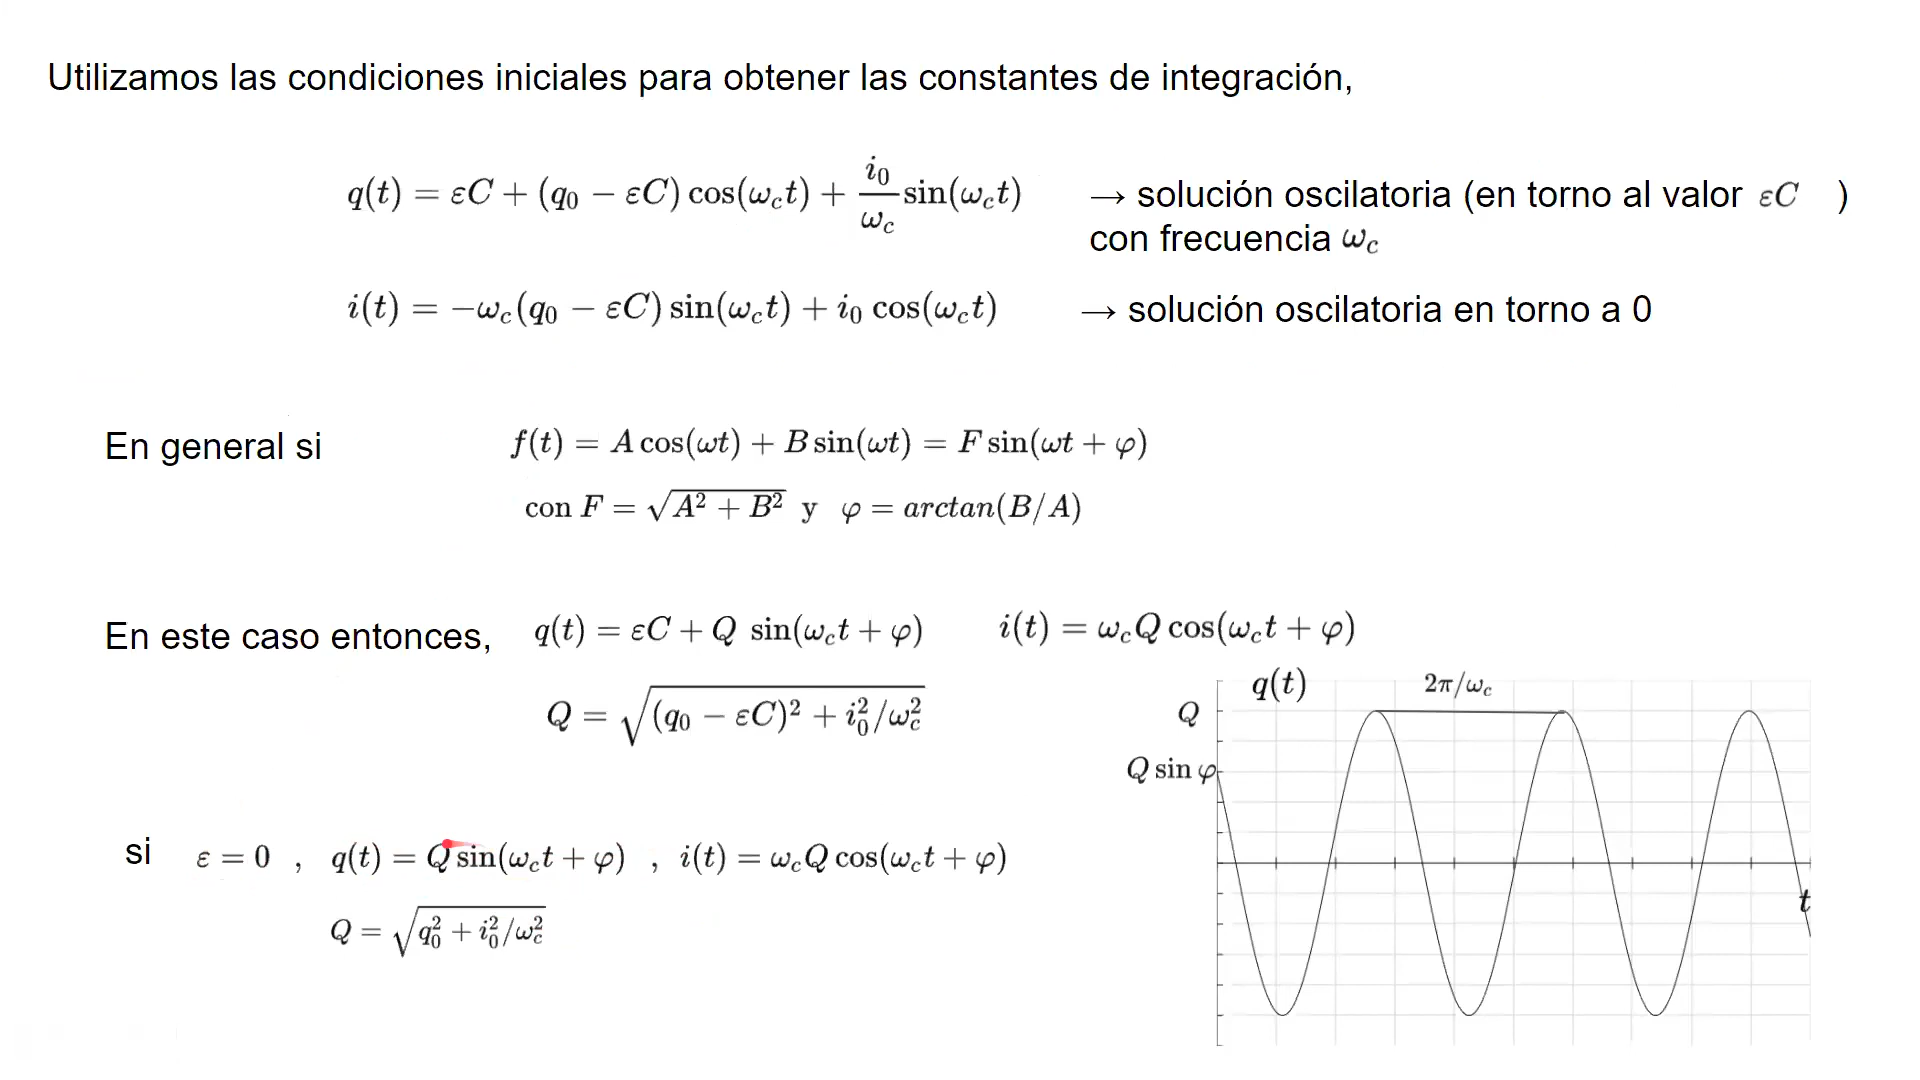 Utilizamos las condiciones iniciales para obtener las constantes de integración,
q(t) = εC + (q₀ − εC) cos(ω_c t) + i₀/ω_c sin(ω_c t) → solución oscilatoria (en torno al valor εC )
con frecuencia ω_c
i(t) = −ω_c(q₀ − εC) sin(ω_c t) + i₀ cos(ω_c t) → solución oscilatoria en torno a 0
En general si f(t) = A cos(ωt) + B sin(ωt) = F sin(ωt + φ)
con F = √(A² + B²) y φ = arctan(B/A)
En este caso entonces, q(t) = εC + Q sin(ω_c t + φ) i(t) = ω_c Q cos(ω_c t + φ)
Q = √((q₀ − εC)² + i₀²/ω_c²)
q(t) 2π/ω_c
Q
Q sin φ
si ε = 0 , q(t) = Q sin(ω_c t + φ) , i(t) = ω_c Q cos(ω_c t + φ)
t
Q = √(q₀² + i₀²/ω_c²)